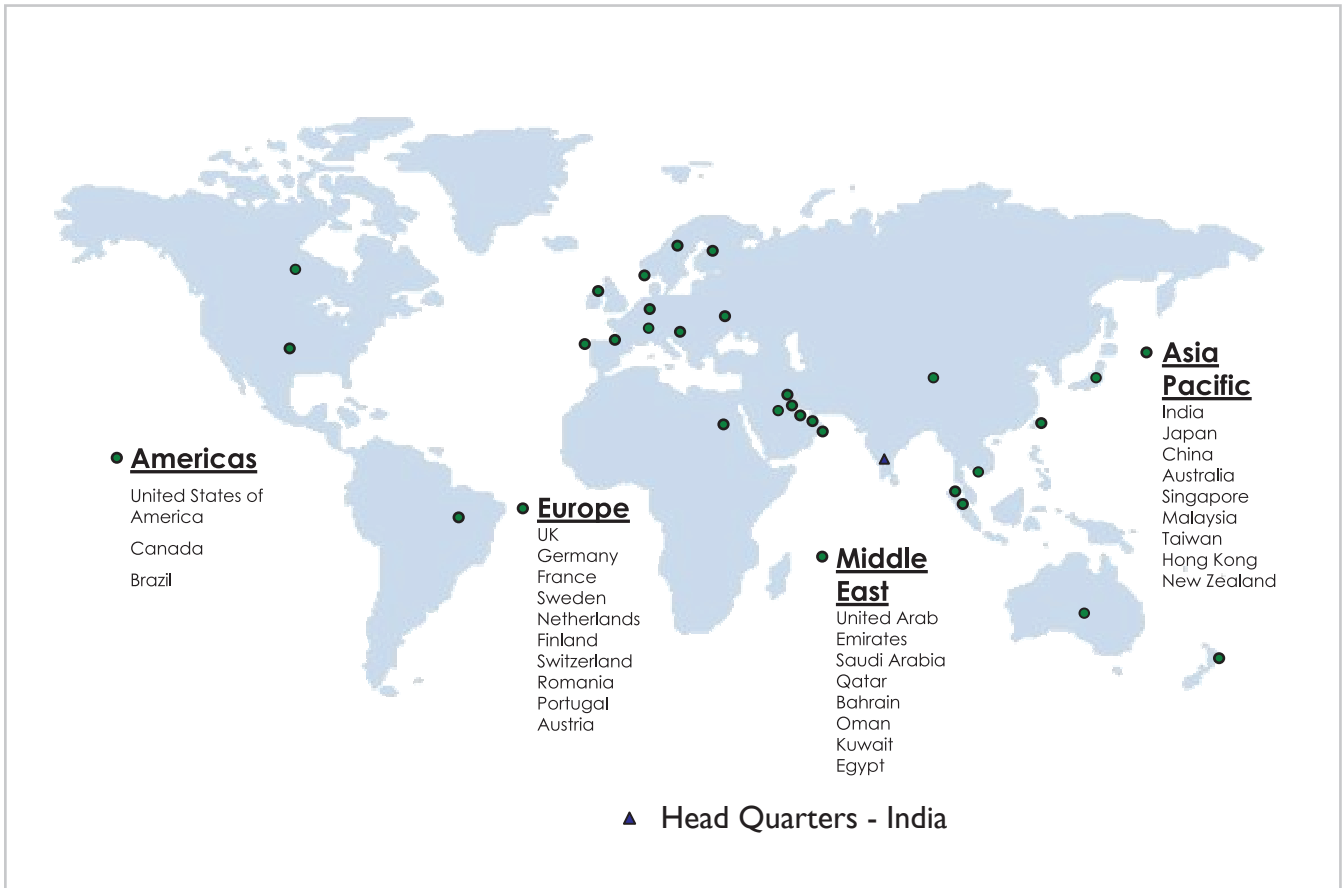 Americas
United States of
America
Canada
Brazil
Europe
UK
Germany
France
Sweden
Netherlands
Finland
Switzerland
Romania
Portugal
Austria
Middle
East
United Arab
Emirates
Saudi Arabia
Qatar
Bahrain
Oman
Kuwait
Egypt
Asia
Pacific
India
Japan
China
Australia
Singapore
Malaysia
Taiwan
Hong Kong
New Zealand
Head Quarters - India